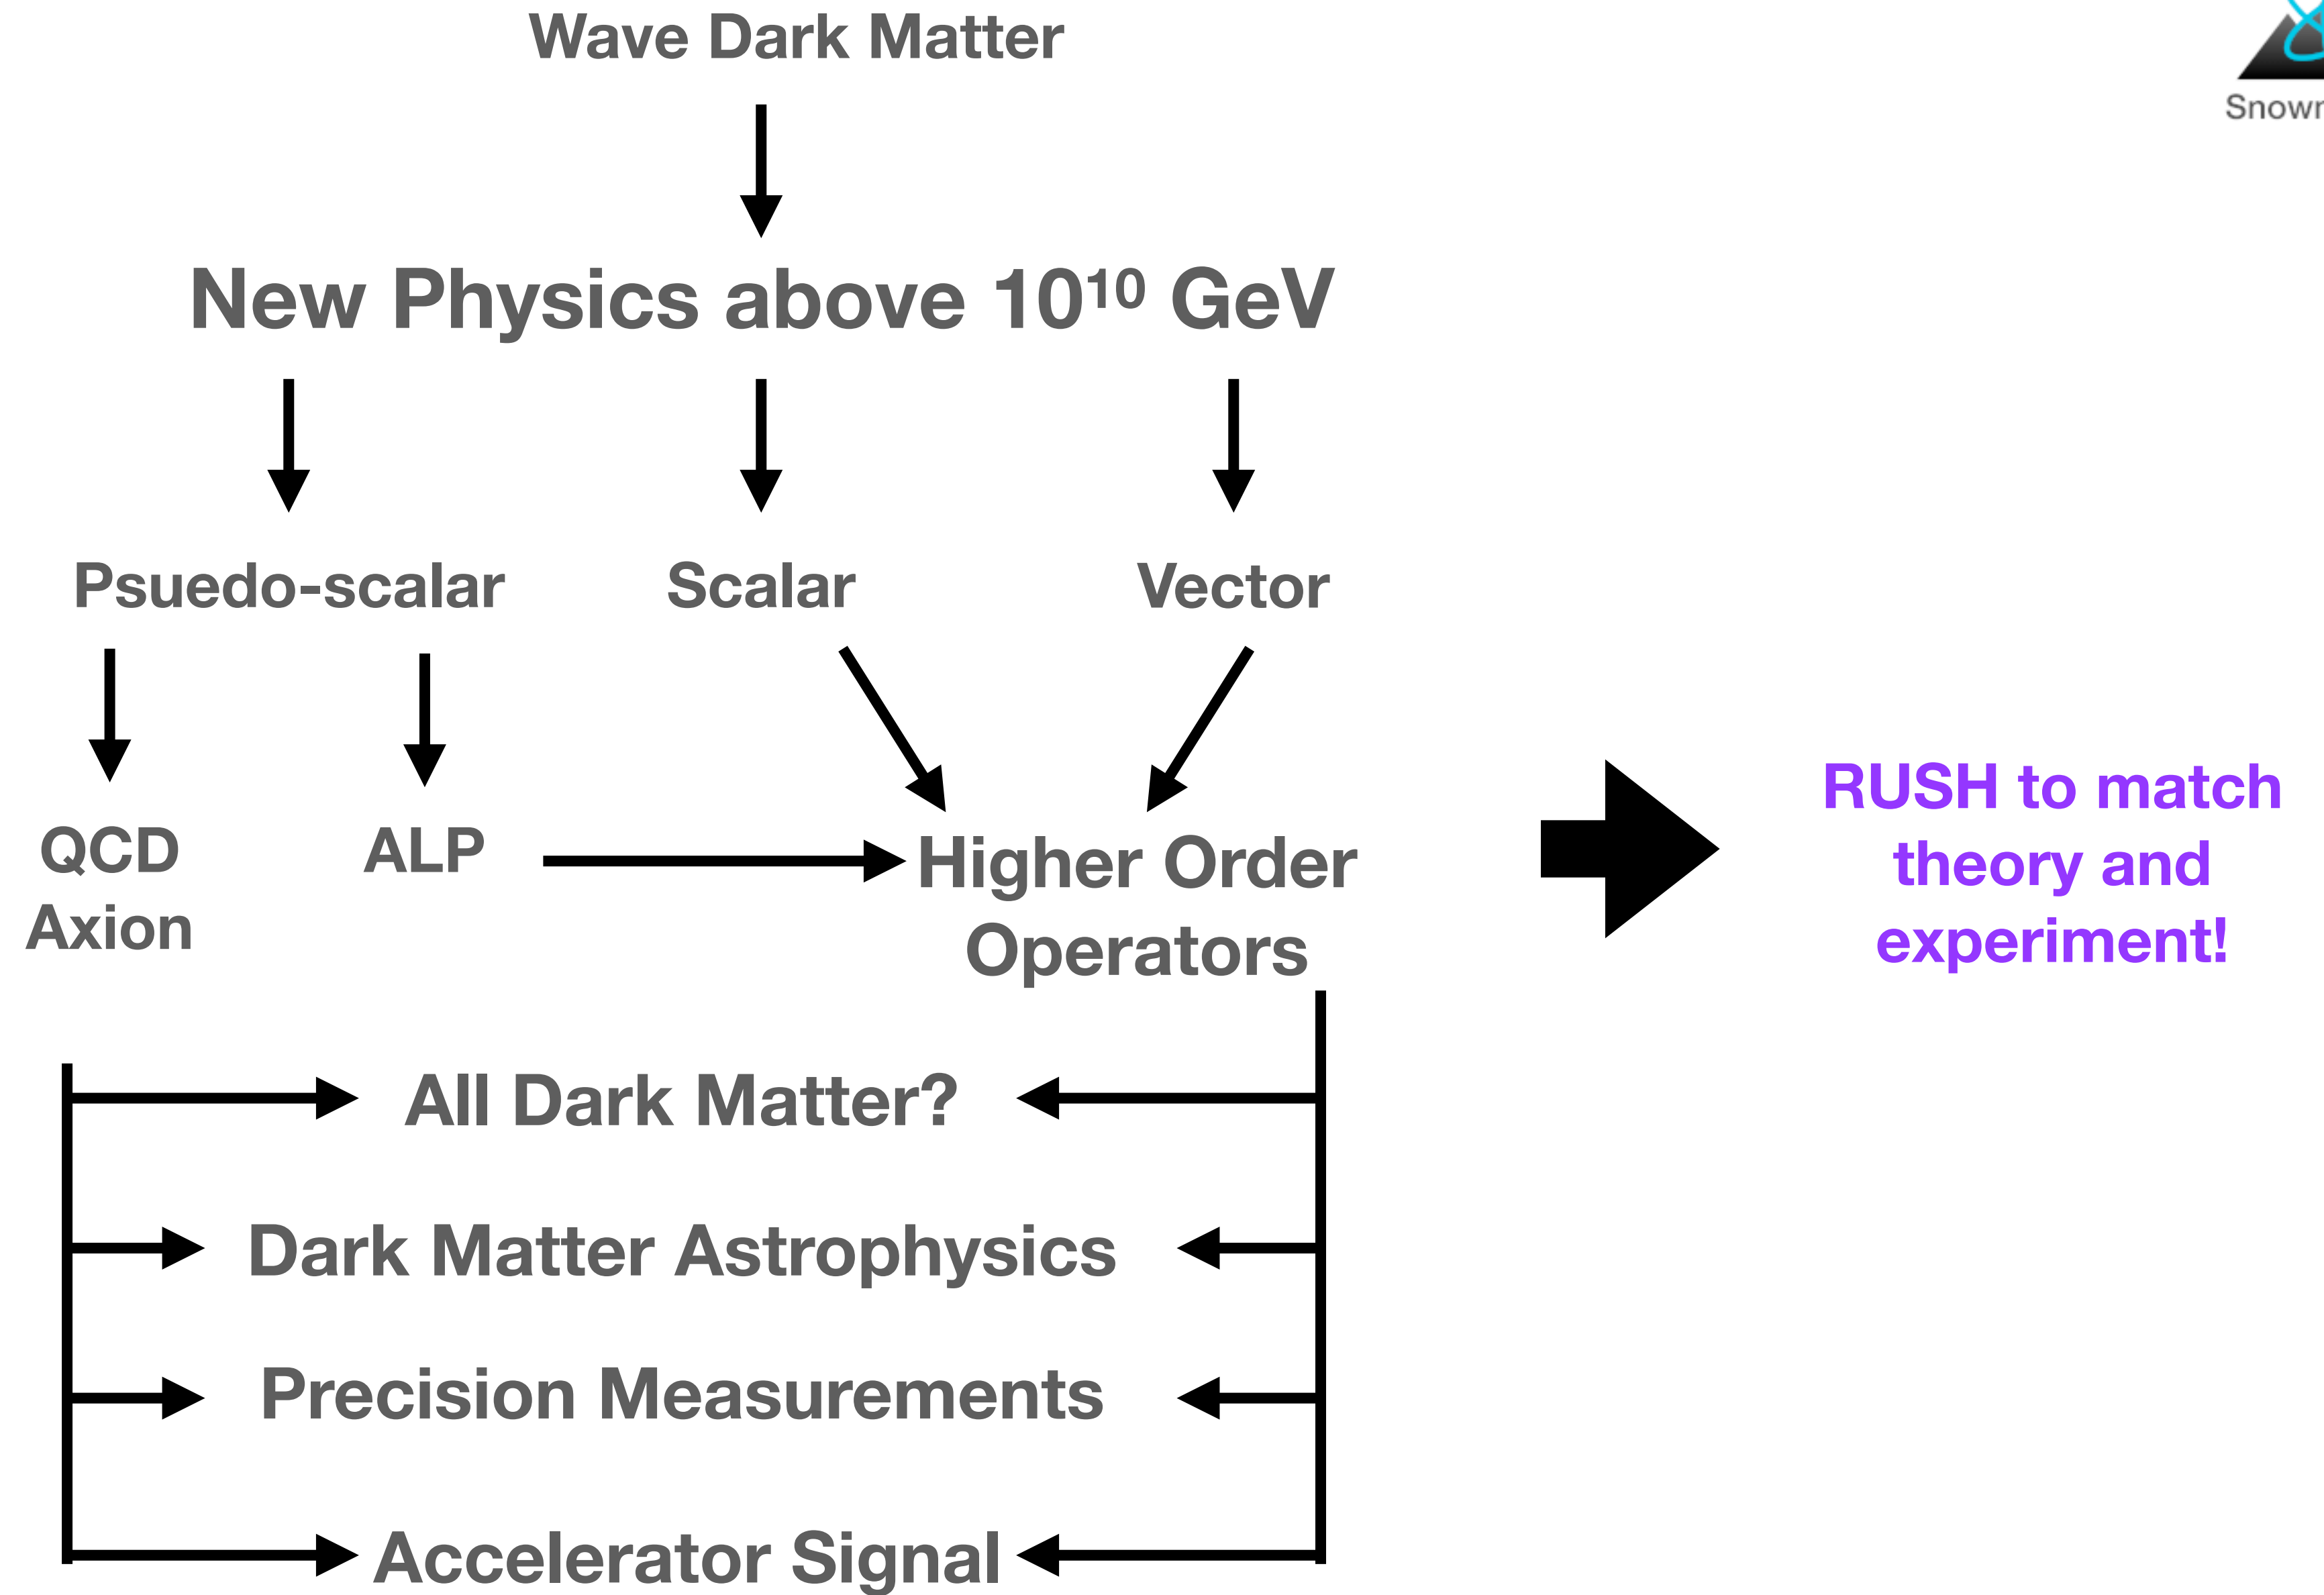 Wave Dark Matter
New Physics above 10¹⁰ GeV
Psuedo-scalar
Scalar
Vector
QCD
Axion
ALP
Higher Order
Operators
RUSH to match
theory and
experiment!
All Dark Matter?
Dark Matter Astrophysics
Precision Measurements
Accelerator Signal